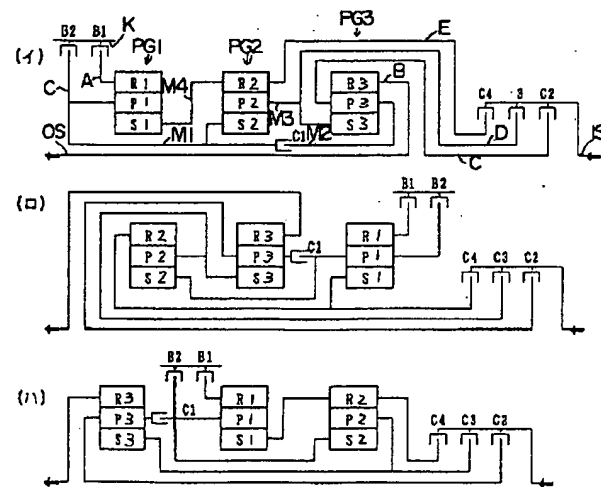 (イ)
B2 B1 K PG1 PG2 PG3 E
A C M4 B
R1 R2 R3
P1 P2 P3
S1 S2 S3
M3
C4 3 C2
OS M1 C1 M2 D C IS
(ロ)
B1 B2
R2 R3 R1
P2 P3 C1 P1
S2 S3 S1
C4 C3 C2
(ハ)
B2 B1
R3 R1 R2
P3 C1 P1 P2
S3 S1 S2
C4 C3 C2